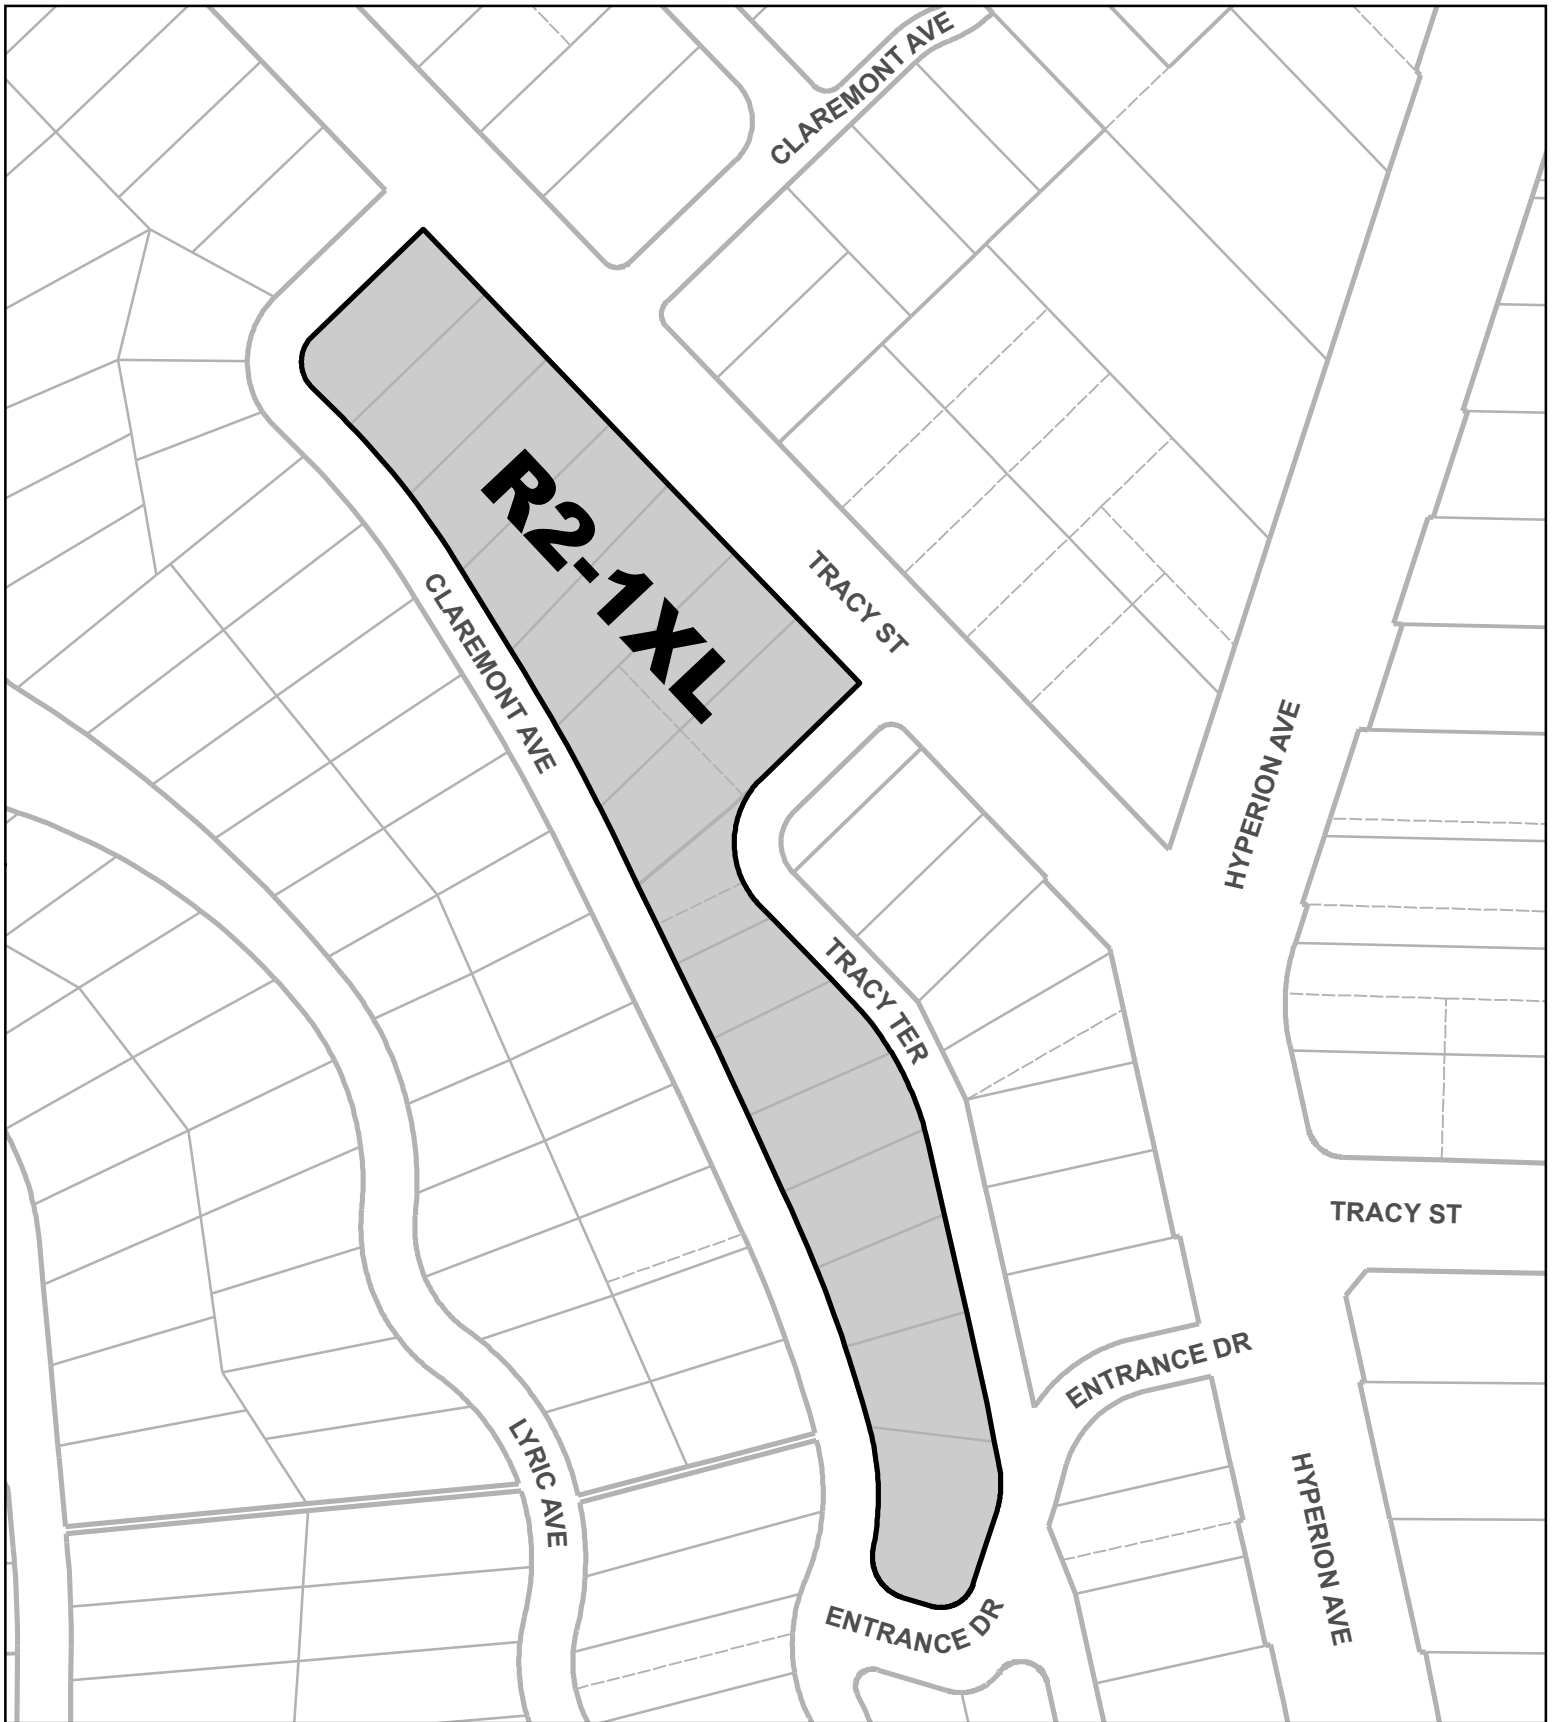 CLAREMONT AVE
R2-1XL
TRACY ST
CLAREMONT AVE
HYPERION AVE
TRACY TER
TRACY ST
ENTRANCE DR
LYRIC AVE
HYPERION AVE
ENTRANCE DR